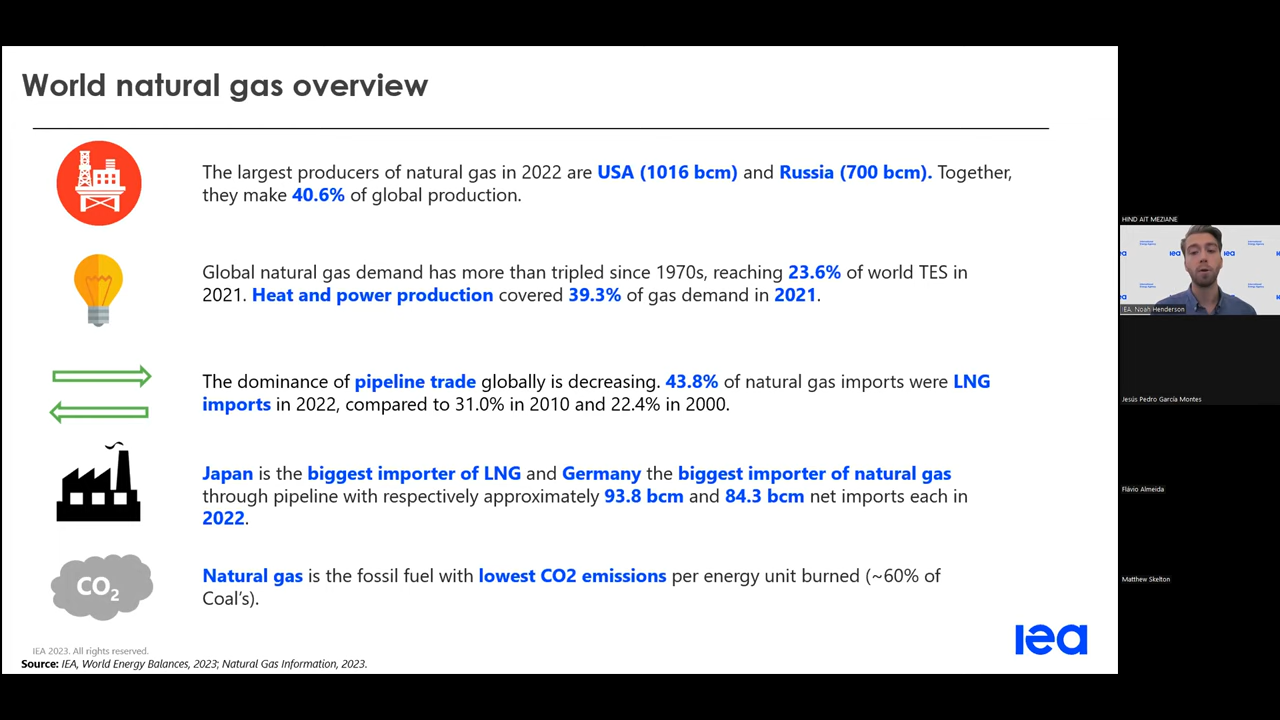 World natural gas overview
The largest producers of natural gas in 2022 are USA (1016 bcm) and Russia (700 bcm). Together,
they make 40.6% of global production.
Global natural gas demand has more than tripled since 1970s, reaching 23.6% of world TES in
2021. Heat and power production covered 39.3% of gas demand in 2021.
The dominance of pipeline trade globally is decreasing. 43.8% of natural gas imports were LNG
imports in 2022, compared to 31.0% in 2010 and 22.4% in 2000.
Japan is the biggest importer of LNG and Germany the biggest importer of natural gas
through pipeline with respectively approximately 93.8 bcm and 84.3 bcm net imports each in
2022.
CO2
Natural gas is the fossil fuel with lowest CO2 emissions per energy unit burned (~60% of
Coal's).
iea
IEA 2023. All rights reserved.
Source: IEA, World Energy Balances, 2023; Natural Gas Information, 2023.
HIND AIT MEZIANE
iea
IEA. Noah Henderson
Jesús Pedro García Montes
Flávio Almeida
Matthew Skelton